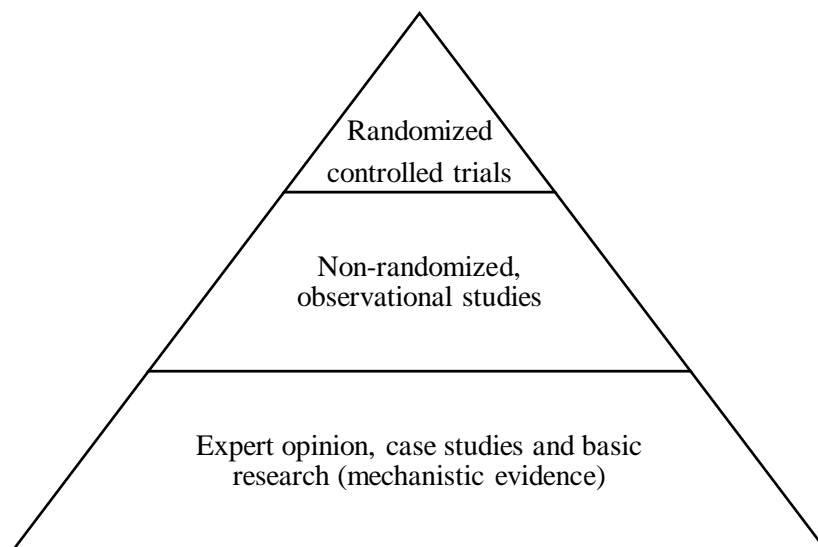 Randomized
controlled trials
Non-randomized,
observational studies
Expert opinion, case studies and basic
research (mechanistic evidence)